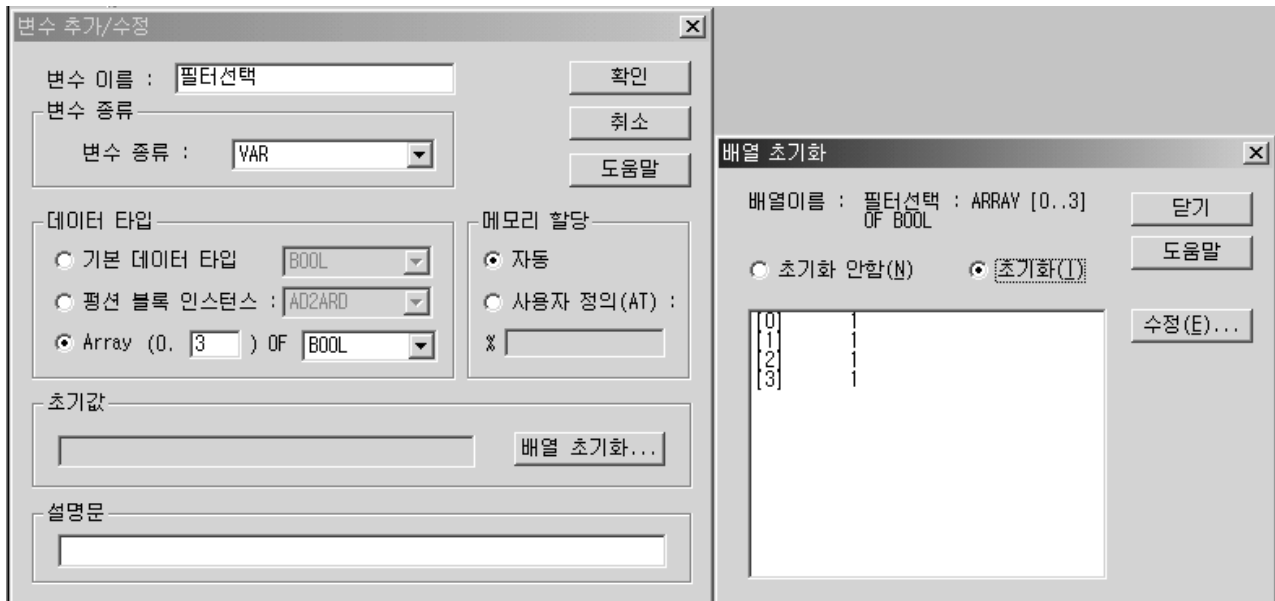 변수 추가/수정
변수 이름 : 필터선택
확인
변수 종류
취소
변수 종류 : VAR
도움말
데이터 타입
메모리 할당
기본 데이터 타입 BOOL
자동
펑션 블록 인스턴스 : AD2ARD
사용자 정의(AT) :
Array (0. 3 ) OF BOOL
%
초기값
배열 초기화...
설명문
배열 초기화
배열이름 : 필터선택 : ARRAY [0..3]
OF BOOL
닫기
도움말
초기화 안함(N)
초기화(I)
수정(E)...
[0] 1
[1] 1
[2] 1
[3] 1